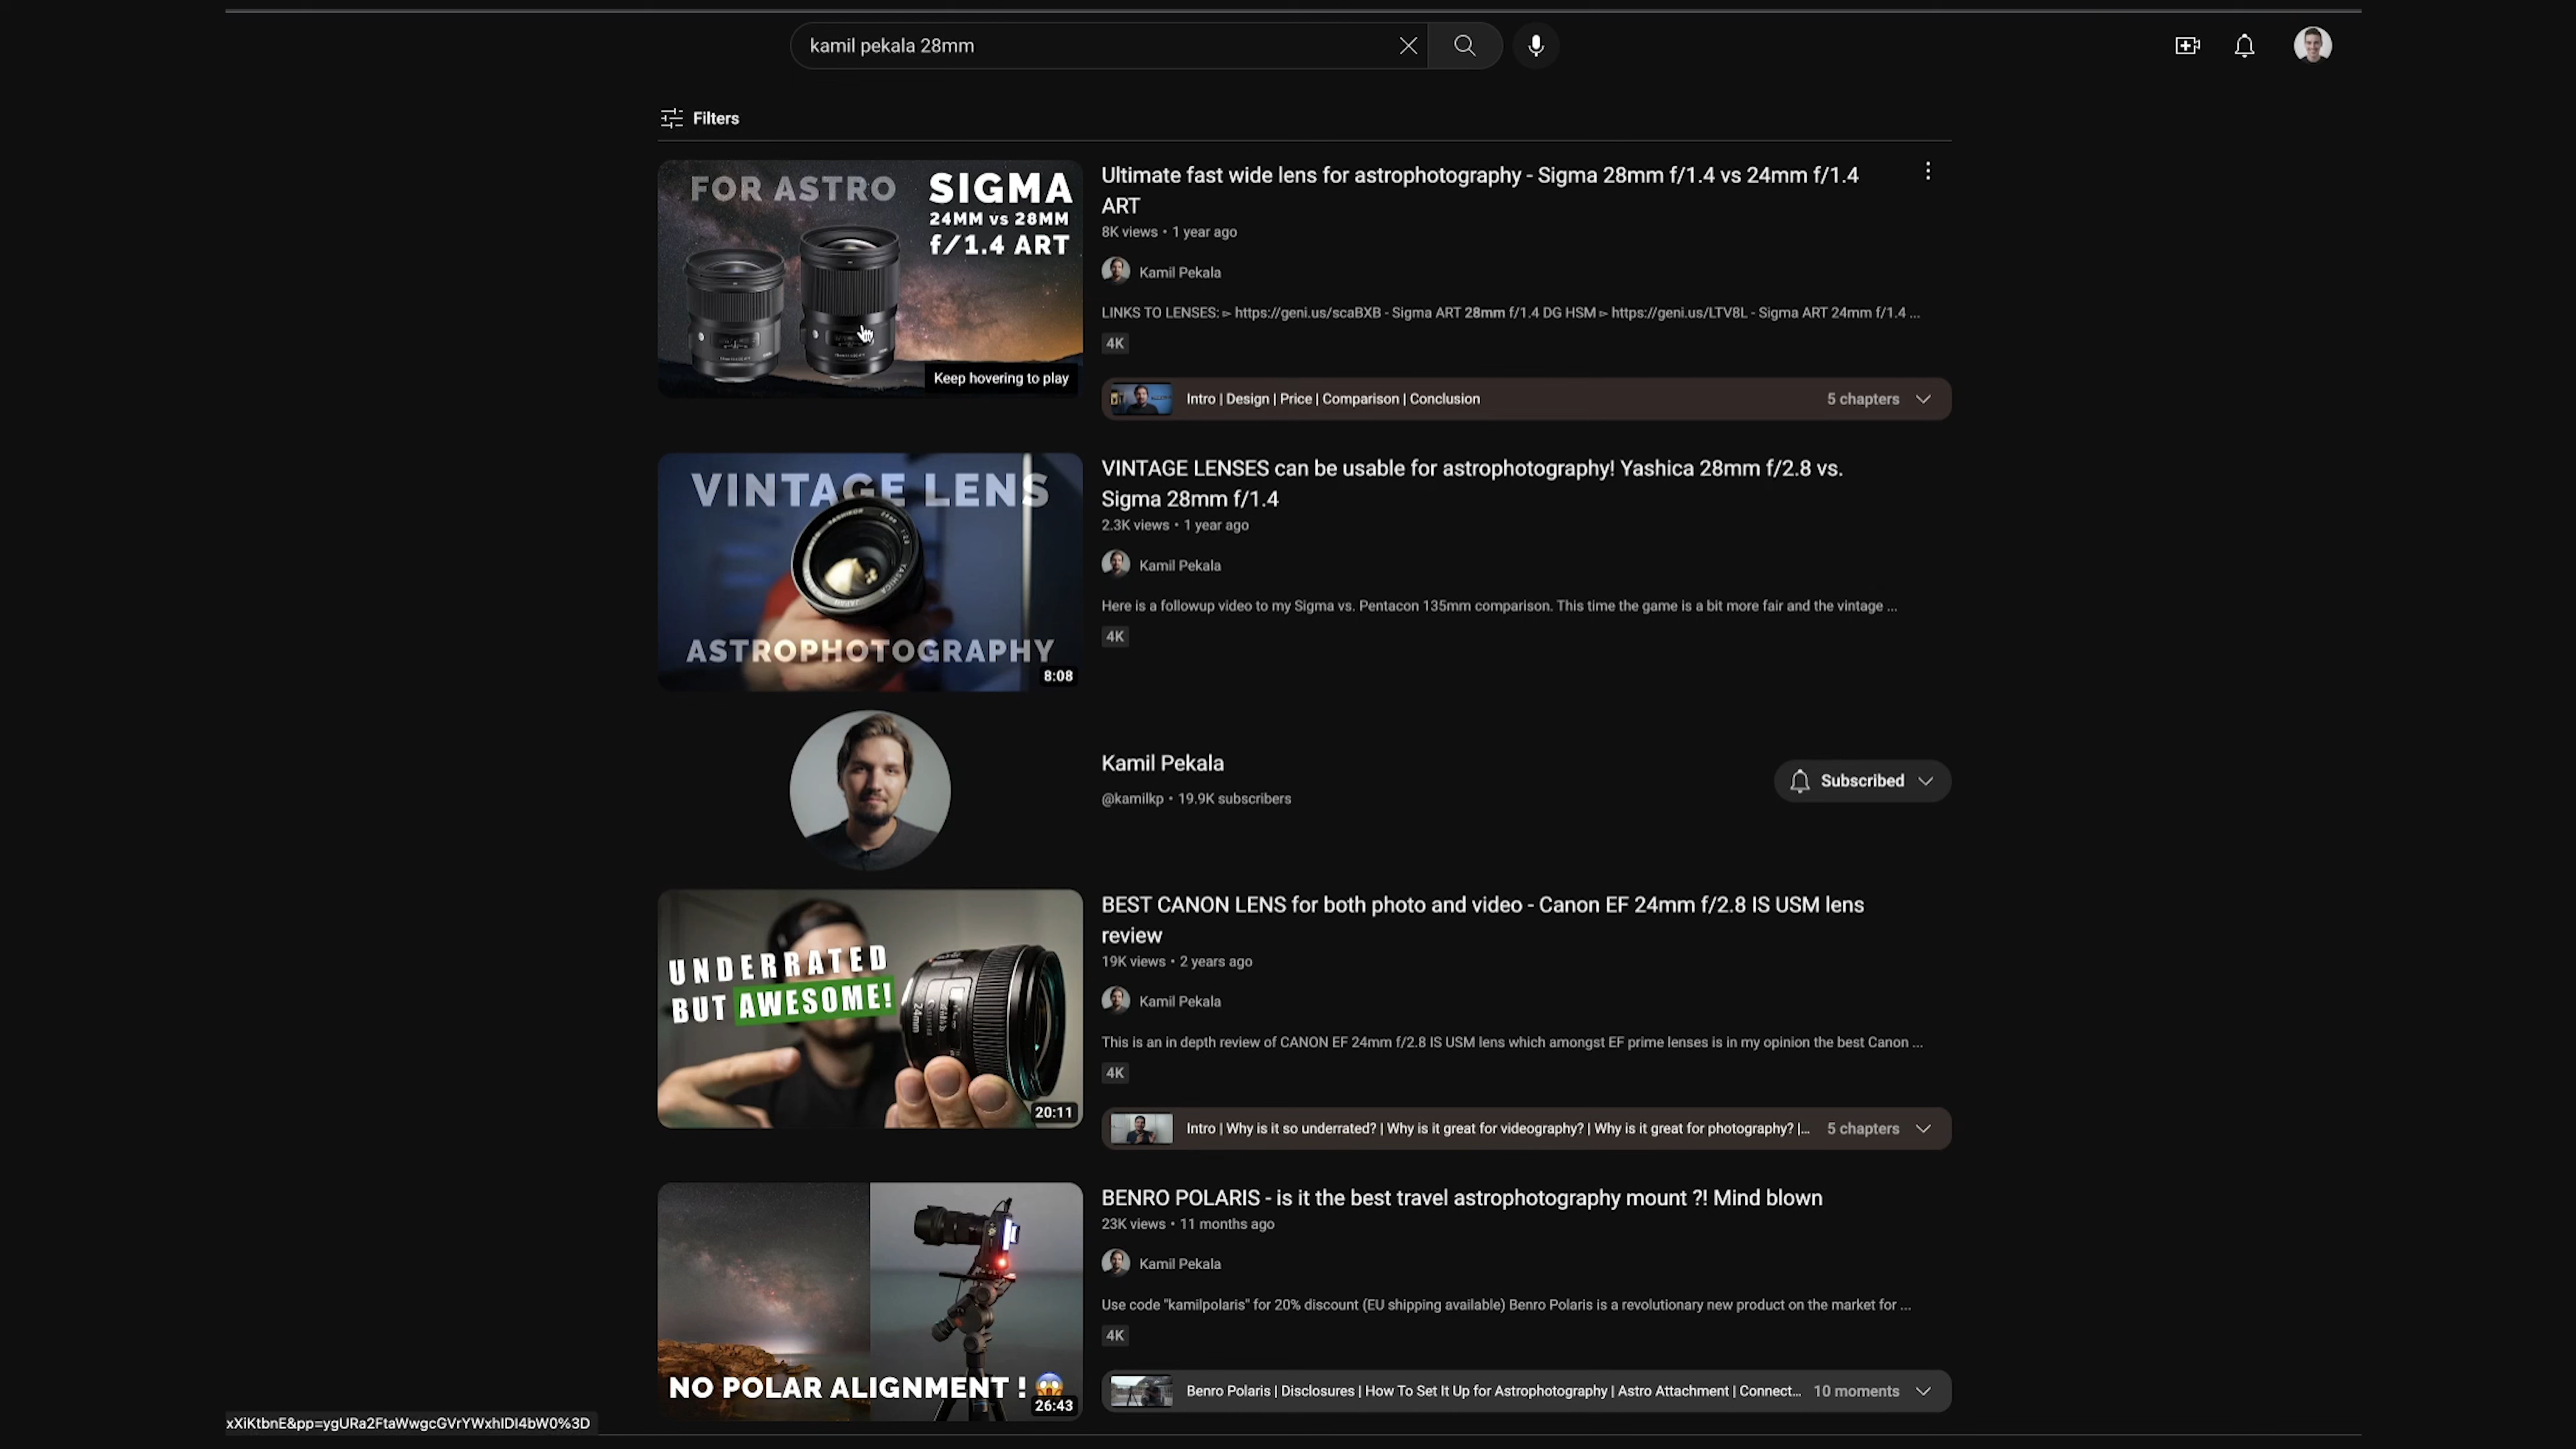 kamil pekala 28mm
Filters
FOR ASTRO
SIGMA
24MM vs 28MM
f/1.4 ART
Keep hovering to play
Ultimate fast wide lens for astrophotography - Sigma 28mm f/1.4 vs 24mm f/1.4
ART
8K views • 1 year ago
Kamil Pekala
LINKS TO LENSES: ▻ https://geni.us/scaBXB - Sigma ART 28mm f/1.4 DG HSM ▻ https://geni.us/LTV8L - Sigma ART 24mm f/1.4 ...
4K
Intro | Design | Price | Comparison | Conclusion
5 chapters
VINTAGE LENS
YASHICA
JAPAN
ASTROPHOTOGRAPHY
8:08
VINTAGE LENSES can be usable for astrophotography! Yashica 28mm f/2.8 vs.
Sigma 28mm f/1.4
2.3K views • 1 year ago
Kamil Pekala
Here is a followup video to my Sigma vs. Pentacon 135mm comparison. This time the game is a bit more fair and the vintage ...
4K
Kamil Pekala
@kamilkp • 19.9K subscribers
Subscribed
UNDERRATED
BUT AWESOME!
24mm
20:11
BEST CANON LENS for both photo and video - Canon EF 24mm f/2.8 IS USM lens
review
19K views • 2 years ago
Kamil Pekala
This is an in depth review of CANON EF 24mm f/2.8 IS USM lens which amongst EF prime lenses is in my opinion the best Canon ...
4K
Intro | Why is it so underrated? | Why is it great for videography? | Why is it great for photography? |...
5 chapters
NO POLAR ALIGNMENT ! 😱
26:43
BENRO POLARIS - is it the best travel astrophotography mount ?! Mind blown
23K views • 11 months ago
Kamil Pekala
Use code "kamilpolaris" for 20% discount (EU shipping available) Benro Polaris is a revolutionary new product on the market for ...
4K
Benro Polaris | Disclosures | How To Set It Up for Astrophotography | Astro Attachment | Connect...
10 moments